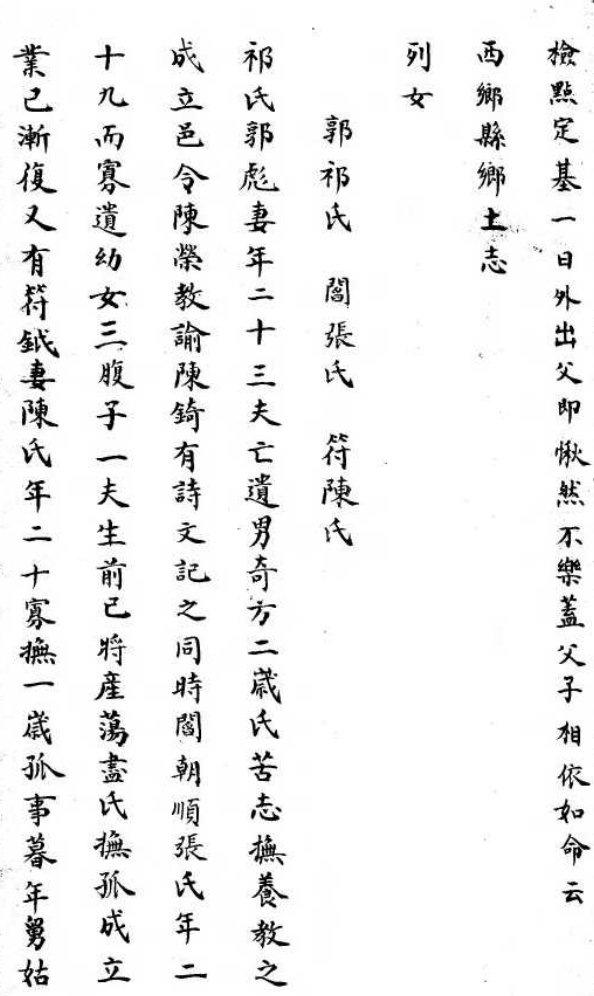 檢點定基一日外出父即愀然不樂蓋父子相依如命云
西鄉縣鄉土志
列女
郭祁氏　閻張氏　符陳氏
祁氏郭彪妻年二十三夫亡遺男奇方二歲氏苦志撫養教之
成立邑令陳榮教諭陳錡有詩文記之同時閻朝順張氏年二
十九而寡遺幼女三腹子一夫生前已將產蕩盡氏撫孤成立
業已漸復又有符鉞妻陳氏年二十寡撫一歲孤事暮年舅姑